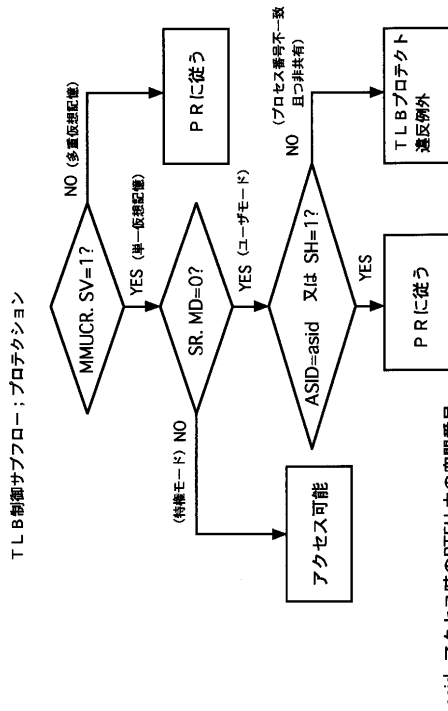 TLB制御サブフロー；プロテクション
MMUCR. SV=1?
NO (多重仮想記憶)
PRに従う
YES (単一仮想記憶)
SR. MD=0?
(特権モード) NO
アクセス可能
YES (ユーザモード)
ASID=asid 又は SH=1?
NO
(プロセス番号不一致
且つ非共有)
TLBプロテクト
違反例外
YES
PRに従う